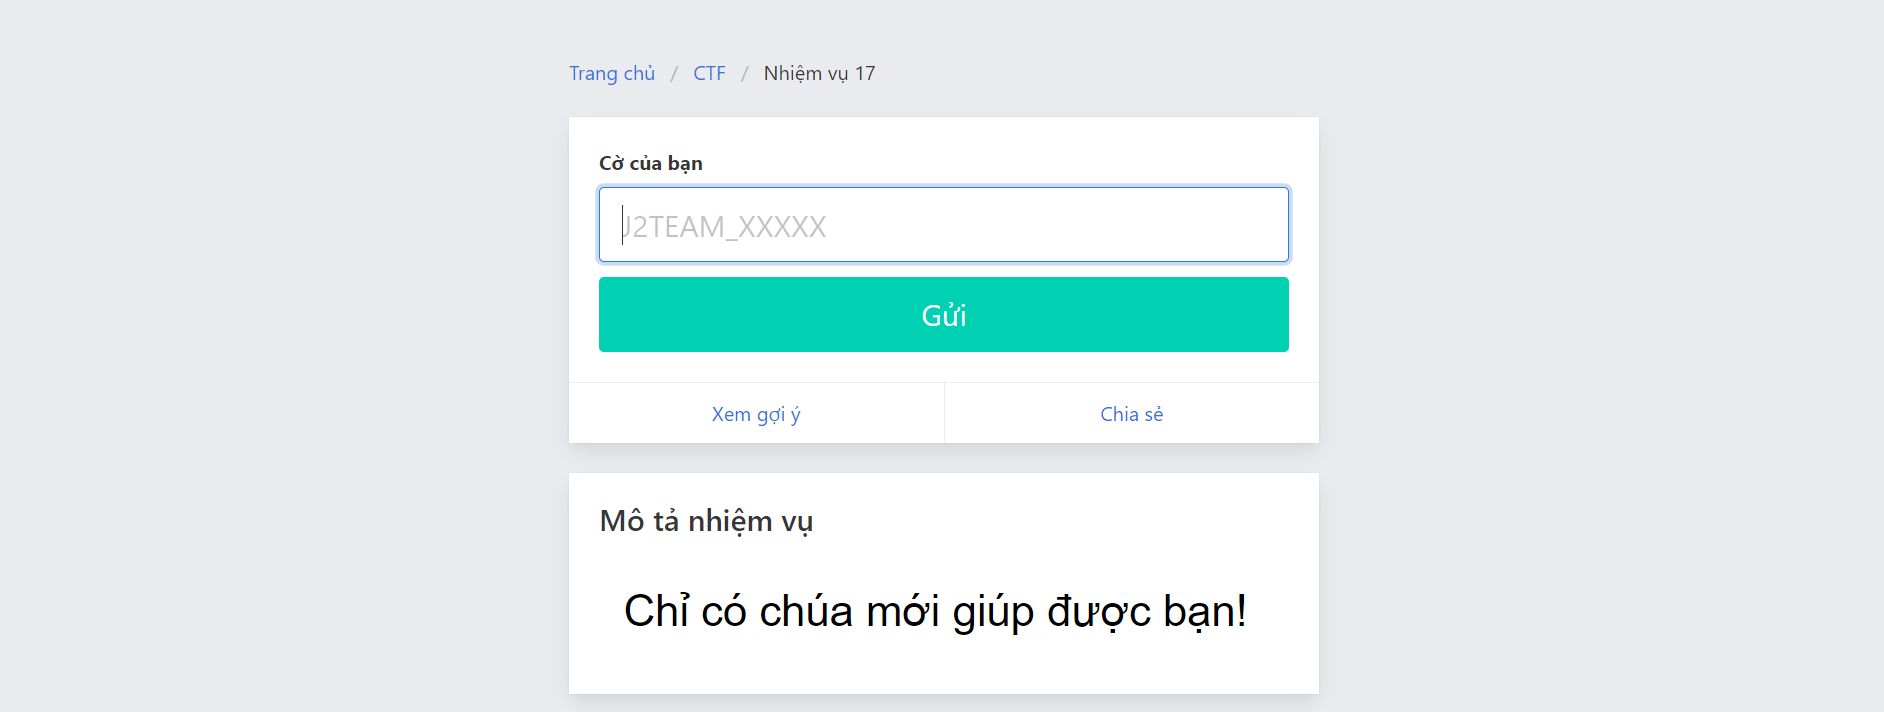 Trang chủ / CTF / Nhiệm vụ 17
Cờ của bạn
J2TEAM_XXXXX
Gửi
Xem gợi ý
Chia sẻ
Mô tả nhiệm vụ
Chỉ có chúa mới giúp được bạn!